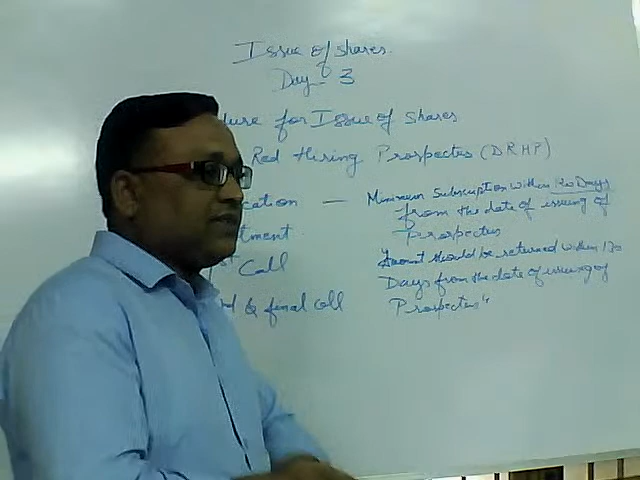 Issue of shares.
Day - 3
dure for Issue of shares
Red Hiring Prospectus (DRHP)
cation — Minimum Subscription within 120 Days
from the date of issuing of
Prospectus
tment
Amount should be returned within 130
Days from the date of issuing of
Prospectus"
st Call
d & final call